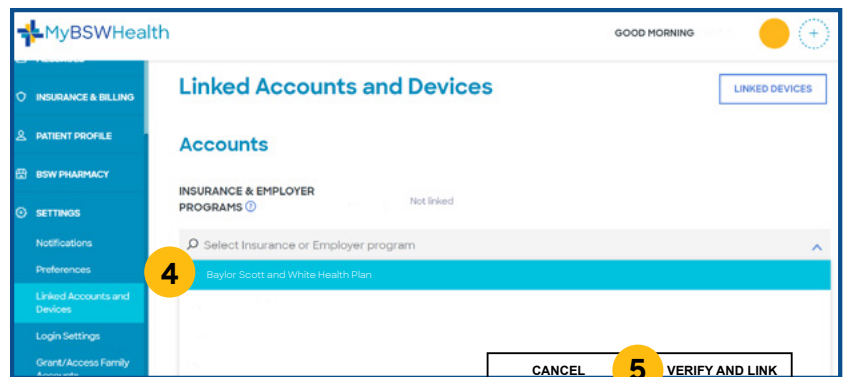 MyBSWHealth
GOOD MORNING
+
INSURANCE & BILLING
PATIENT PROFILE
BSW PHARMACY
SETTINGS
Notifications
Preferences
Linked Accounts and
Devices
Login Settings
Grant/Access Family
Accounts
Linked Accounts and Devices
LINKED DEVICES
Accounts
INSURANCE & EMPLOYER
PROGRAMS ?
Not linked
Select Insurance or Employer program
4
Baylor Scott and White Health Plan
CANCEL
5
VERIFY AND LINK